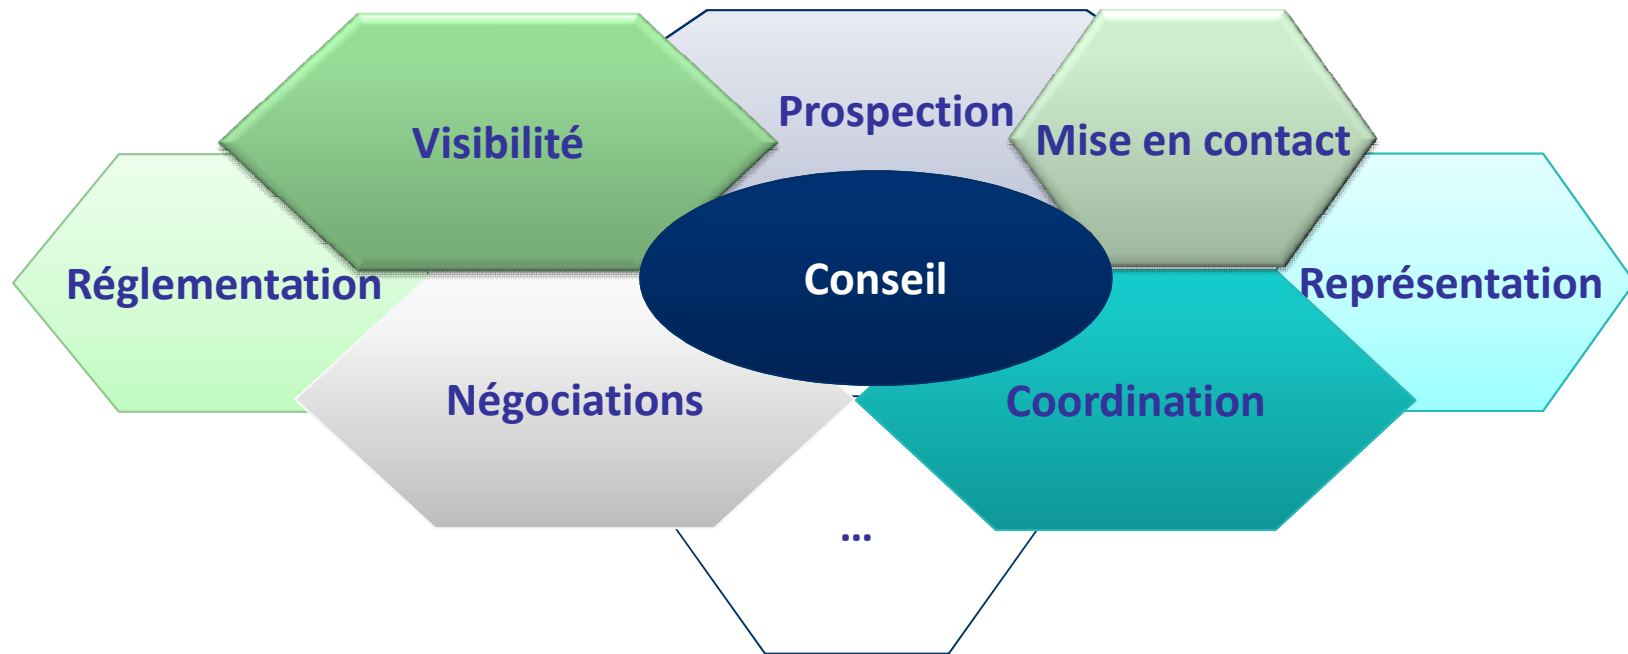 Prospection
Visibilité
Mise en contact
Conseil
Réglementation
Représentation
Négociations
Coordination
...